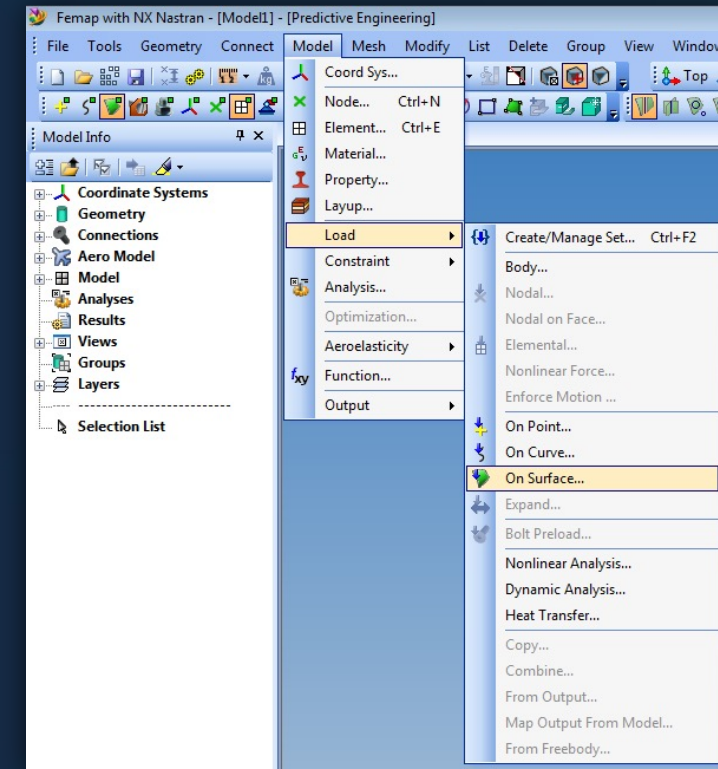 Femap with NX Nastran - [Model1] - [Predictive Engineering]
File Tools Geometry Connect Model Mesh Modify List Delete Group View
Top
Model Info
Coordinate Systems
Geometry
Connections
Aero Model
Model
Analyses
Results
Views
Groups
Layers
Selection List
Coord Sys...
Node... Ctrl+N
Element... Ctrl+E
Material...
Property...
Layup...
Load
Constraint
Analysis...
Optimization...
Aeroelasticity
Function...
Output
Create/Manage Set... Ctrl+F2
Body...
Nodal...
Nodal on Face...
Elemental...
Nonlinear Force...
Enforce Motion ...
On Point...
On Curve...
On Surface...
Expand...
Bolt Preload...
Nonlinear Analysis...
Dynamic Analysis...
Heat Transfer...
Copy...
Combine...
From Output...
Map Output From Model...
From Freebody...